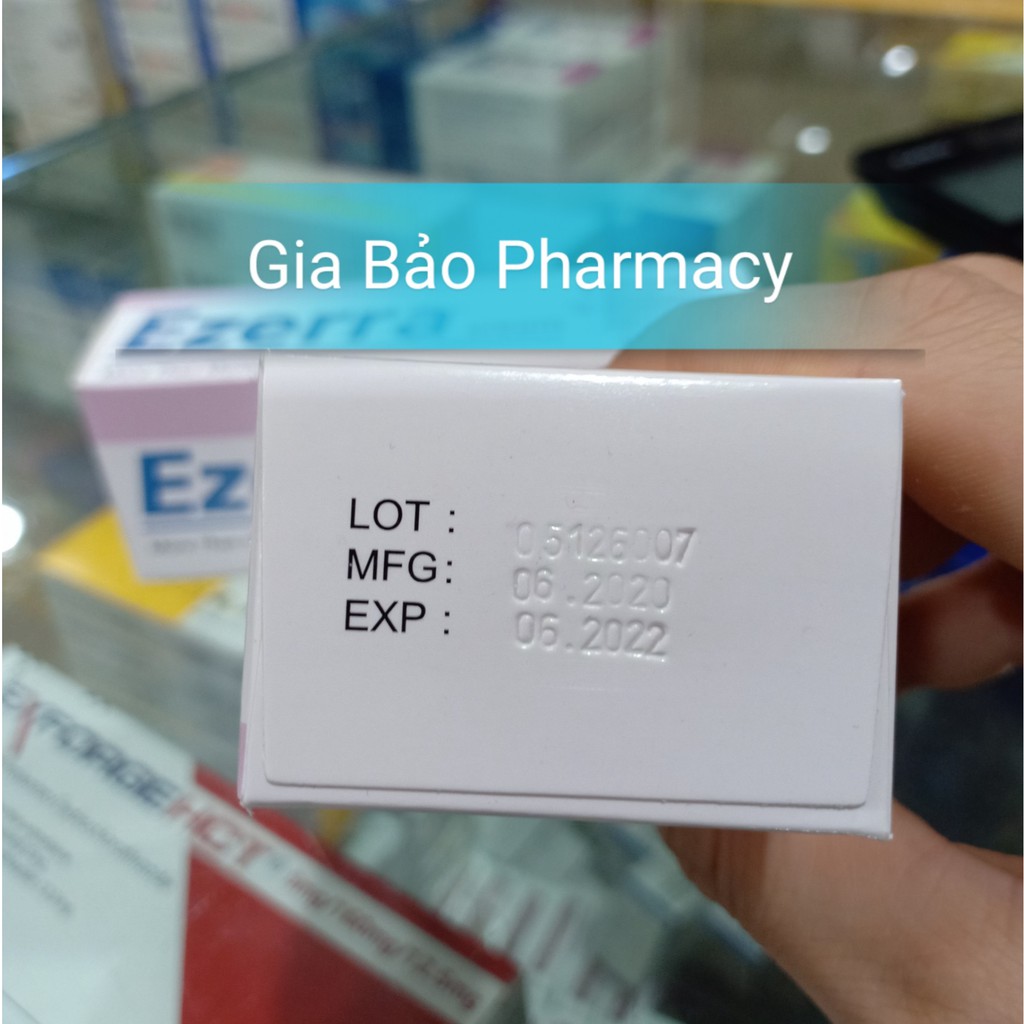 Gia Bảo Pharmacy
Ezerra
Ez
LOT : 05126007
MFG: 06.2020
EXP : 06.2022
EXFORGE HCT